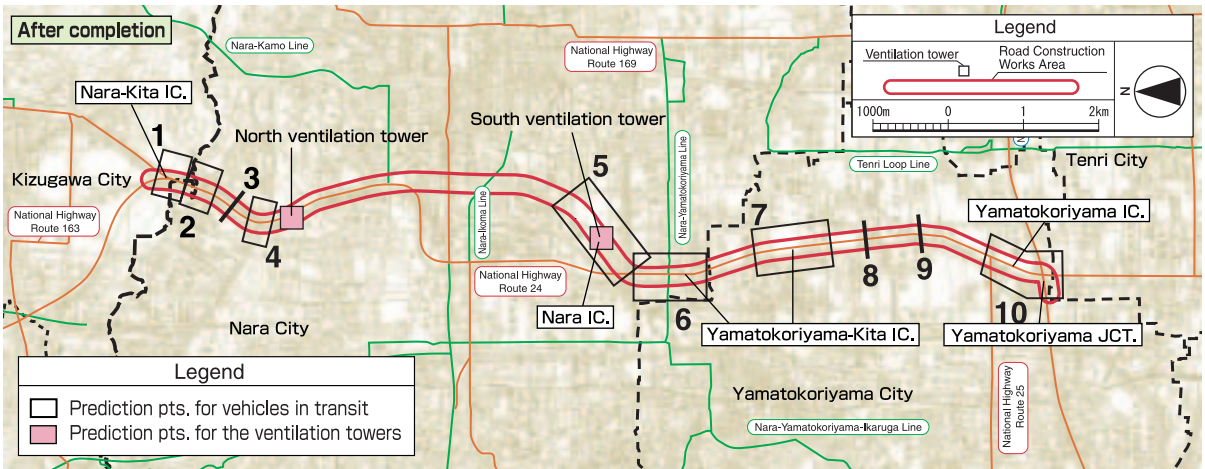 After completion
Nara-Kamo Line
National Highway
Route 169
Legend
Ventilation tower
Road Construction
Works Area
1000m 0 1 2km
N
Nara-Kita IC.
North ventilation tower
South ventilation tower
Nara-Yamatokoriyama Line
Tenri Loop Line
Tenri City
Kizugawa City
1
2
3
4
5
6
7
8
9
10
National Highway
Route 163
Nara-Ikoma Line
National Highway
Route 24
Nara IC.
Yamatokoriyama IC.
Yamatokoriyama-Kita IC.
Yamatokoriyama JCT.
Nara City
Yamatokoriyama City
National Highway
Route 25
Nara-Yamatokoriyama-Ikaruga Line
Legend
Prediction pts. for vehicles in transit
Prediction pts. for the ventilation towers